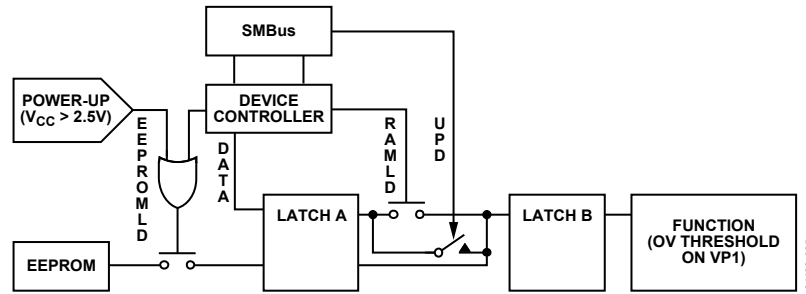 SMBus
POWER-UP
(VCC > 2.5V)
DEVICE
CONTROLLER
EEPROMLD
DATA
RAMLD
UPD
LATCH A
LATCH B
FUNCTION
(OV THRESHOLD
ON VP1)
EEPROM